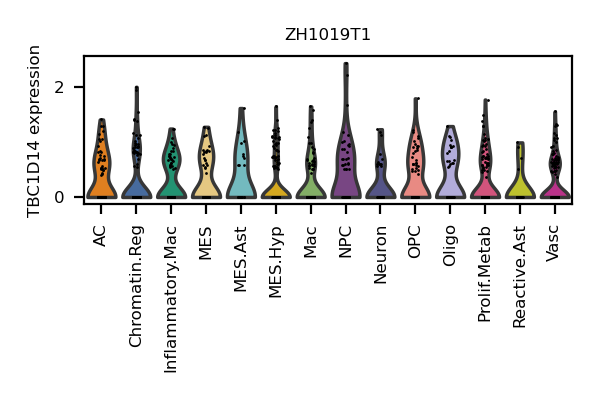 ZH1019T1
TBC1D14 expression
2
0
AC
Chromatin.Reg
Inflammatory.Mac
MES
MES.Ast
MES.Hyp
Mac
NPC
Neuron
OPC
Oligo
Prolif.Metab
Reactive.Ast
Vasc